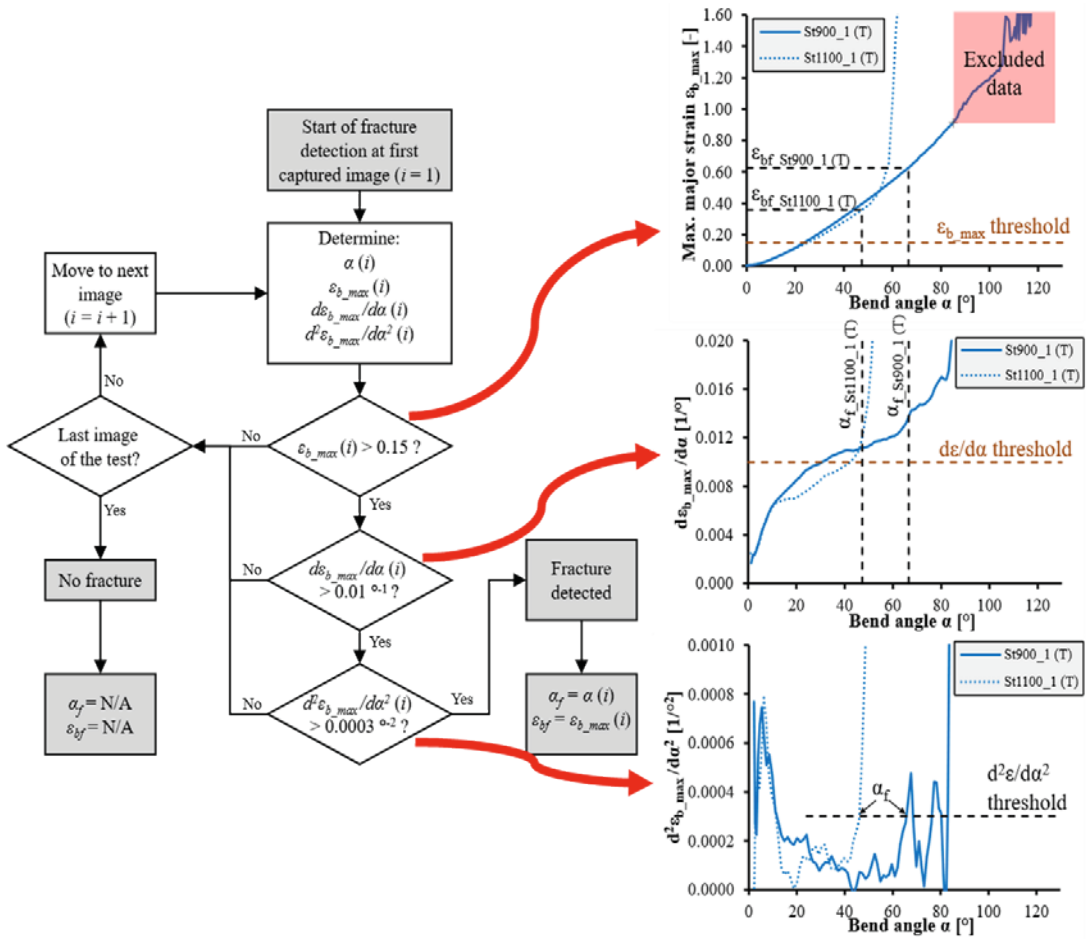 Start of fracture
detection at first
captured image (i = 1)
Determine:
α (i)
εb_max (i)
dεb_max/dα (i)
d²εb_max/dα² (i)
Move to next
image
(i = i + 1)
No
Last image
of the test?
No
εb_max (i) > 0.15 ?
Yes
Yes
No fracture
No
dεb_max/dα (i)
> 0.01 °⁻¹ ?
Fracture
detected
Yes
αf = N/A
εbf = N/A
No
d²εb_max/dα² (i)
> 0.0003 °⁻² ?
Yes
αf = α (i)
εbf = εb_max (i)
Max. major strain εb_max [-]
1.60
1.40
1.20
1.00
0.80
0.60
0.40
0.20
0.00
St900_1 (T)
St1100_1 (T)
Excluded
data
εbf_St900_1 (T)
εbf_St1100_1 (T)
εb_max threshold
0 20 40 60 80 100 120
Bend angle α [°]
dεb_max/dα [1/°]
0.020
0.016
0.012
0.008
0.004
0.000
αf_St1100_1 (T)
αf_St900_1 (T)
St900_1 (T)
St1100_1 (T)
dε/dα threshold
0 20 40 60 80 100 120
Bend angle α [°]
d²εb_max/dα² [1/°²]
0.0010
0.0008
0.0006
0.0004
0.0002
0.0000
St900_1 (T)
St1100_1 (T)
αf
d²ε/dα²
threshold
0 20 40 60 80 100 120
Bend angle α [°]